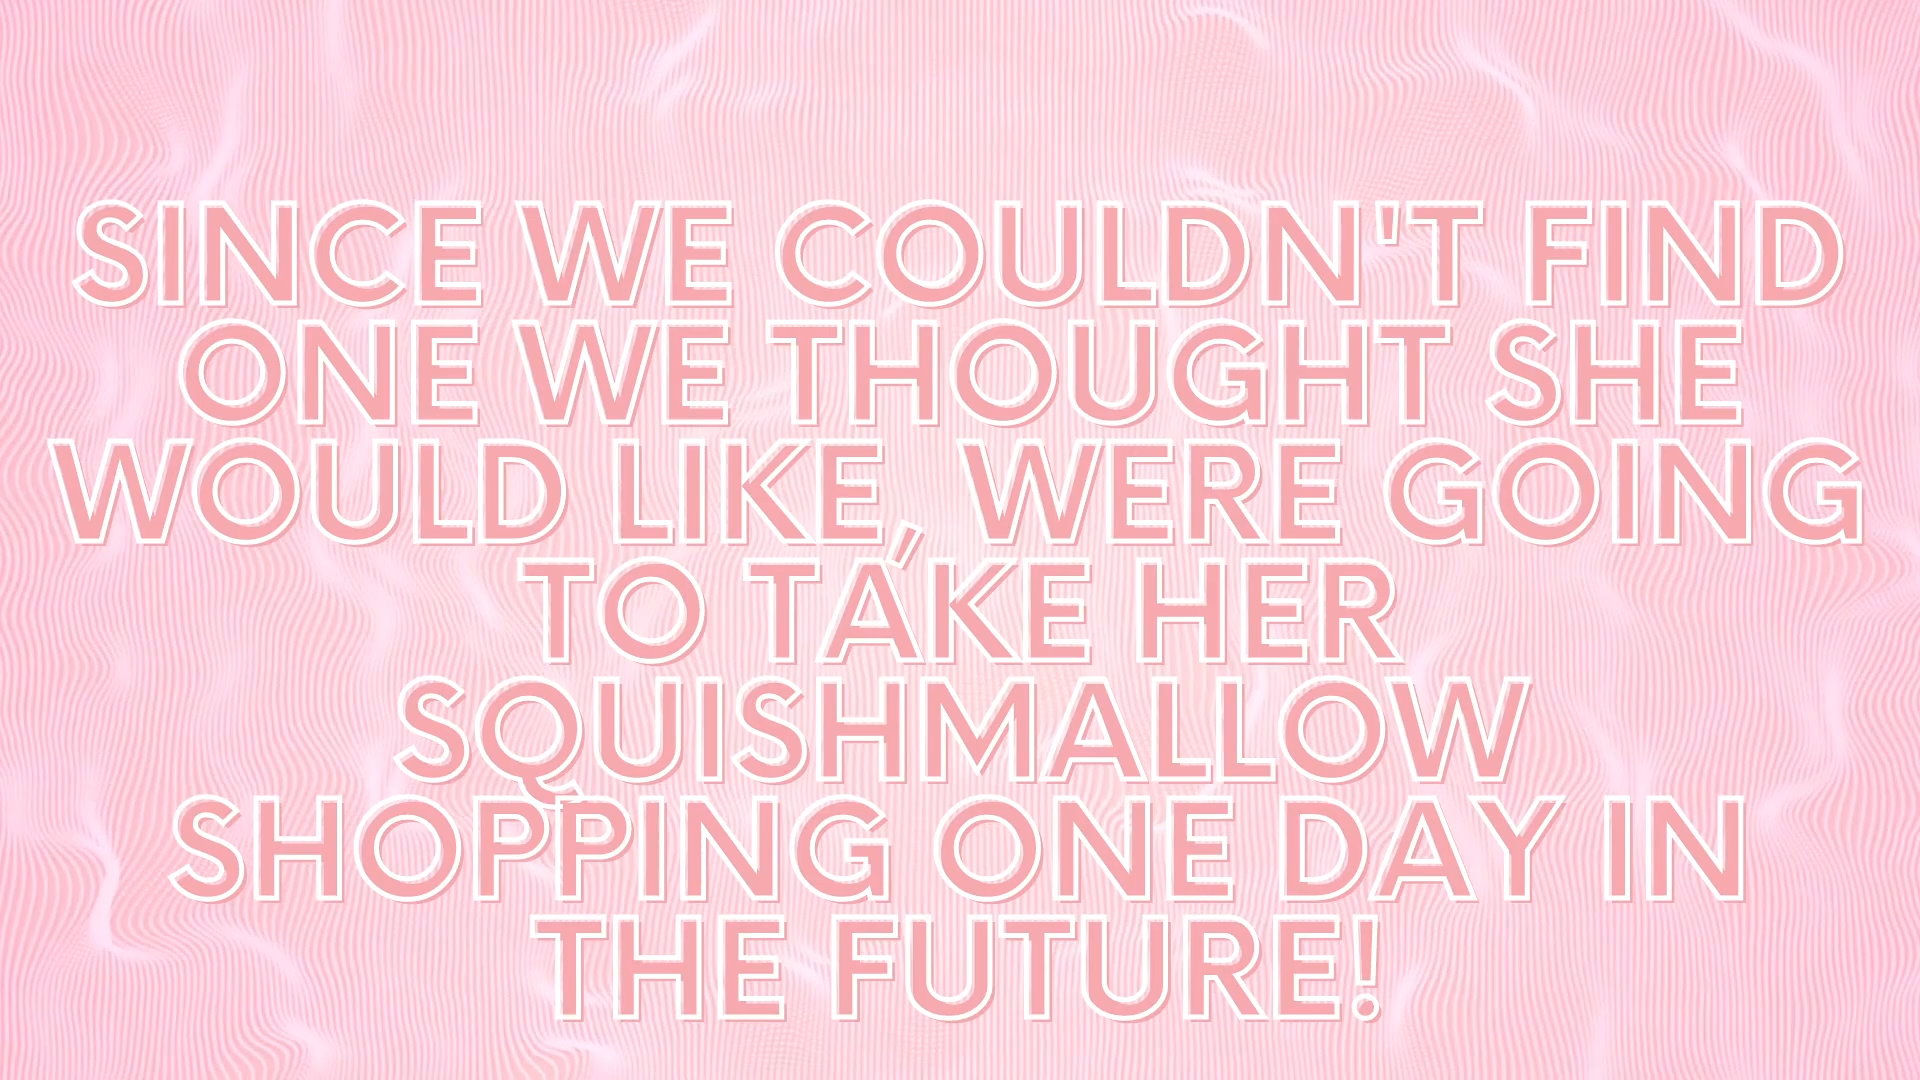 SINCE WE COULDN'T FIND
ONE WE THOUGHT SHE
WOULD LIKE, WERE GOING
TO TAKE HER
SQUISHMALLOW
SHOPPING ONE DAY IN
THE FUTURE!